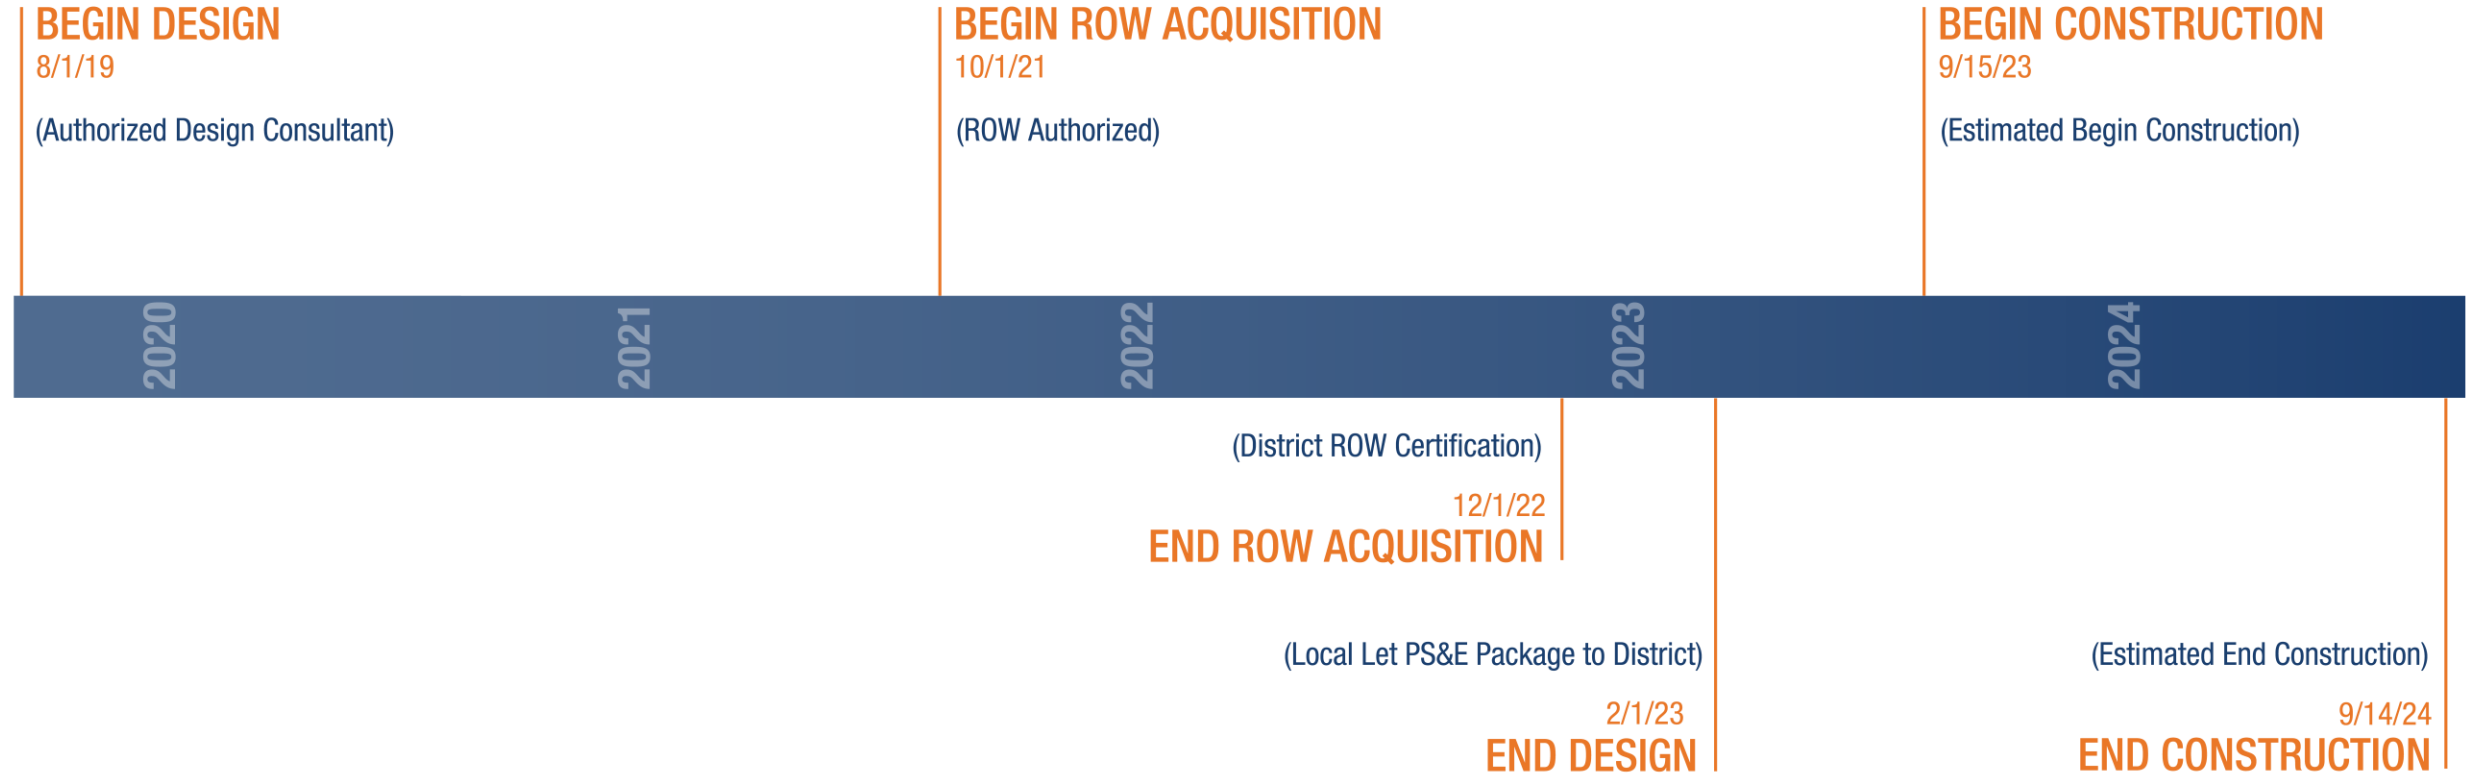 BEGIN DESIGN
8/1/19
(Authorized Design Consultant)
BEGIN ROW ACQUISITION
10/1/21
(ROW Authorized)
BEGIN CONSTRUCTION
9/15/23
(Estimated Begin Construction)
2020
2021
2022
2023
2024
(District ROW Certification)
12/1/22
END ROW ACQUISITION
(Local Let PS&E Package to District)
2/1/23
END DESIGN
(Estimated End Construction)
9/14/24
END CONSTRUCTION